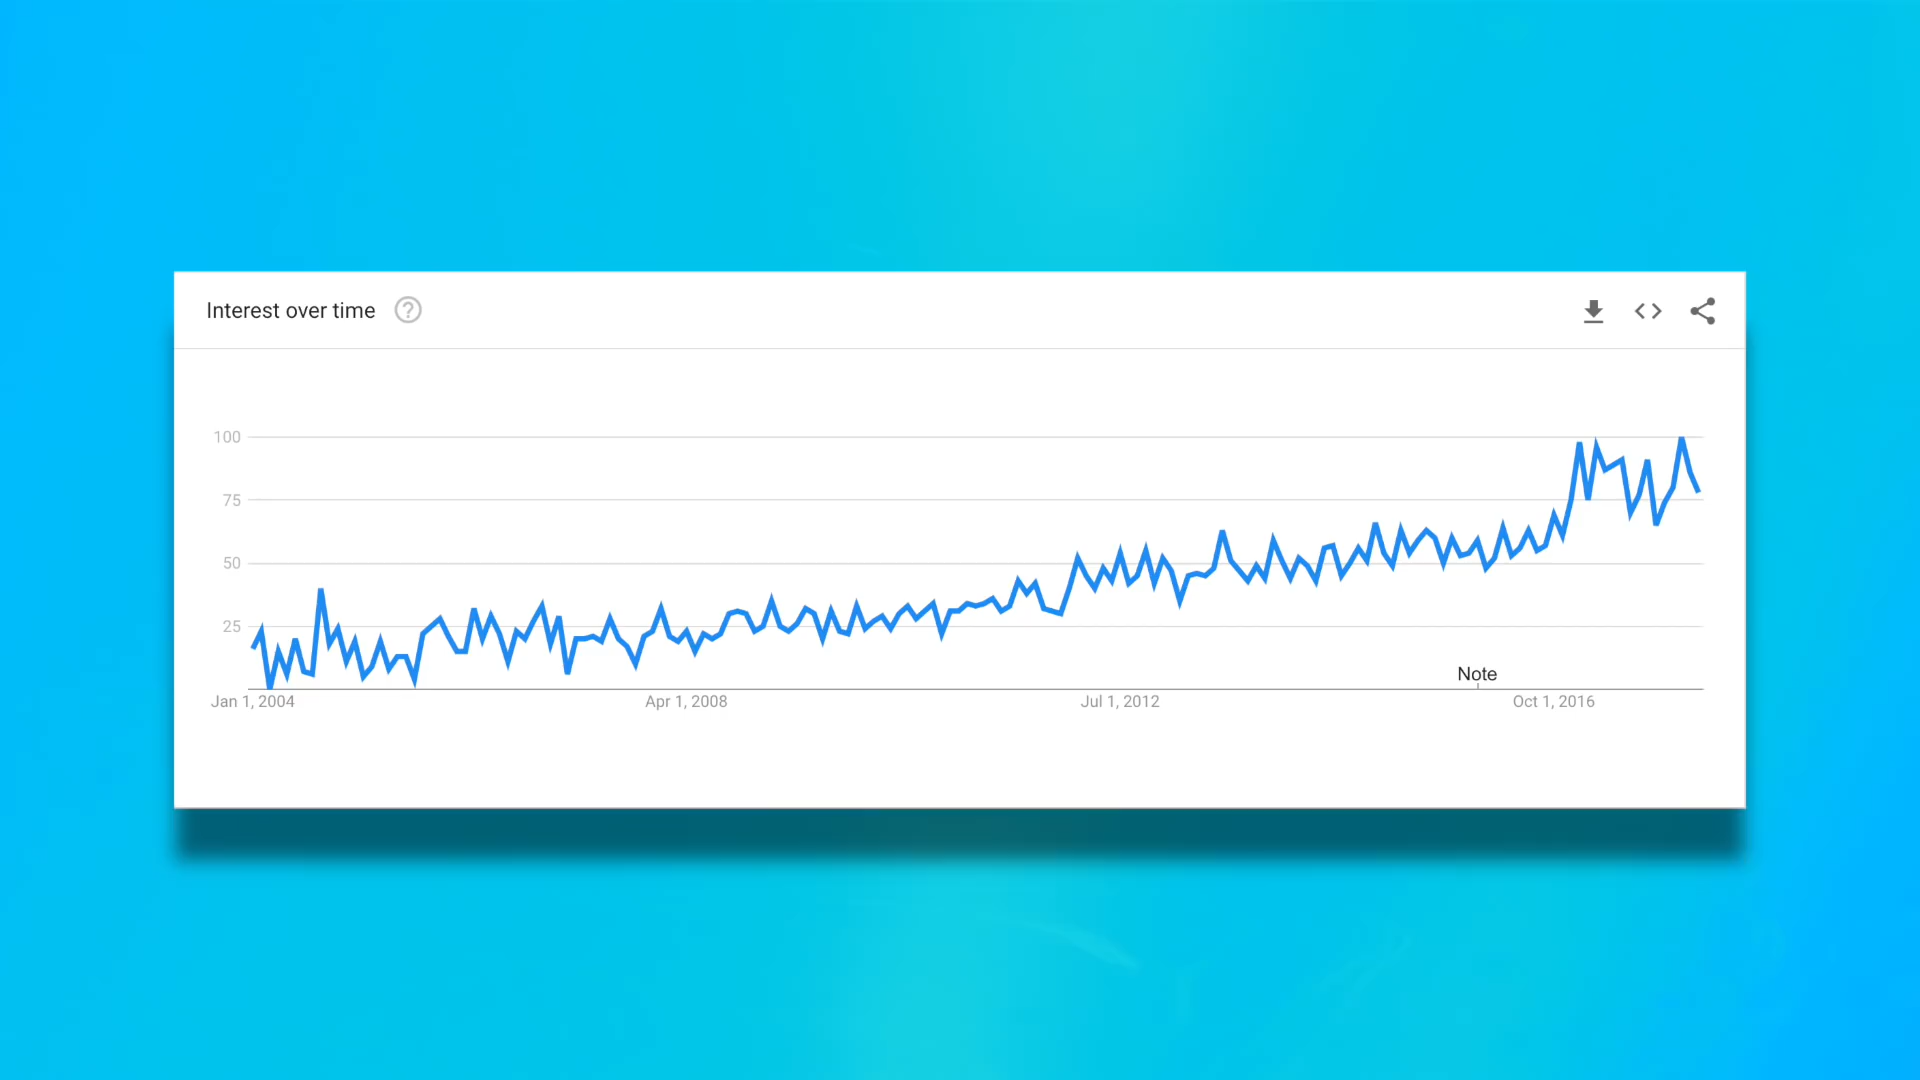 Interest over time ?
100
75
50
25
Note
Jan 1, 2004 Apr 1, 2008 Jul 1, 2012 Oct 1, 2016